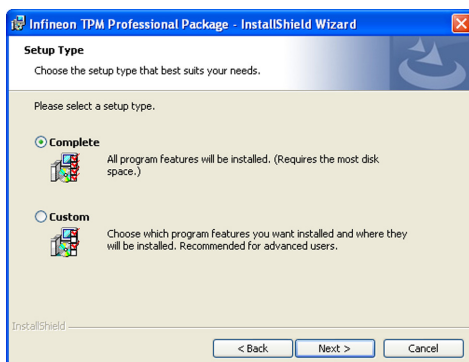 Infineon TPM Professional Package - InstallShield Wizard
Setup Type
Choose the setup type that best suits your needs.
Please select a setup type.
Complete
All program features will be installed. (Requires the most disk
space.)
Custom
Choose which program features you want installed and where they
will be installed. Recommended for advanced users.
InstallShield
< Back
Next >
Cancel